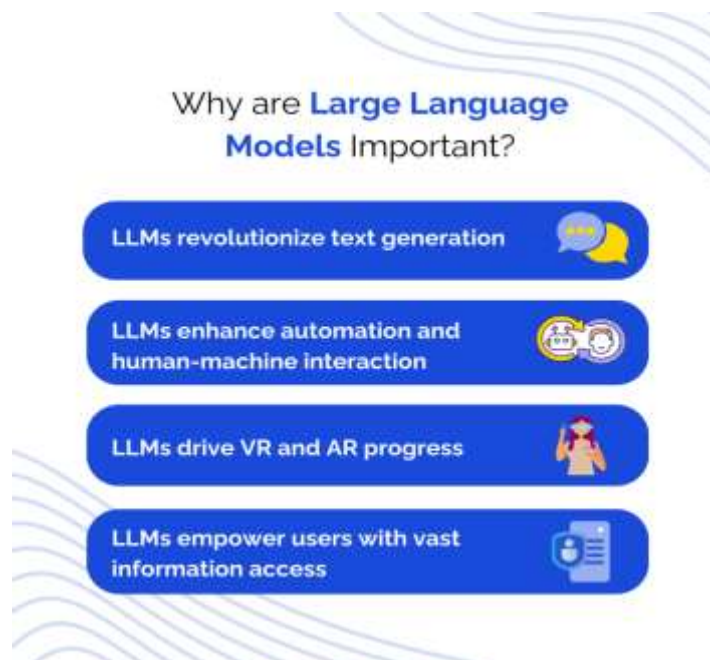 Why are Large Language
Models Important?
LLMs revolutionize text generation
LLMs enhance automation and
human-machine interaction
LLMs drive VR and AR progress
LLMs empower users with vast
information access